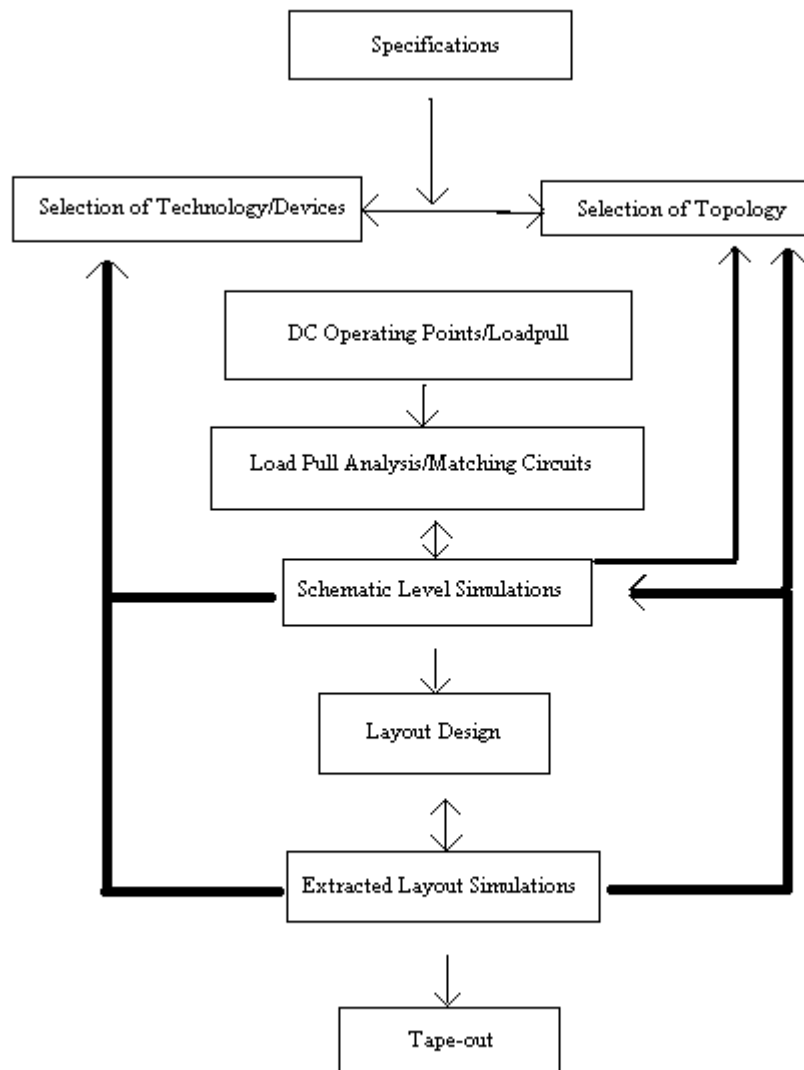 Specifications
Selection of Technology/Devices
Selection of Topology
DC Operating Points/Loadpull
Load Pull Analysis/Matching Circuits
Schematic Level Simulations
Layout Design
Extracted Layout Simulations
Tape-out